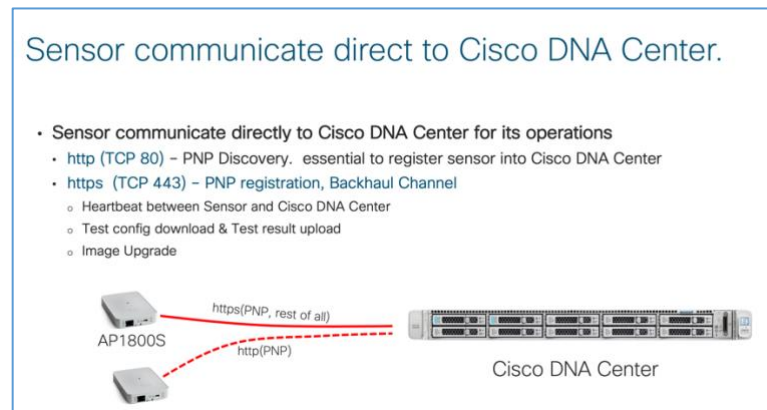 Sensor communicate direct to Cisco DNA Center.
• Sensor communicate directly to Cisco DNA Center for its operations
• http (TCP 80) – PNP Discovery. essential to register sensor into Cisco DNA Center
• https (TCP 443) – PNP registration, Backhaul Channel
o Heartbeat between Sensor and Cisco DNA Center
o Test config download & Test result upload
o Image Upgrade
https(PNP, rest of all)
AP1800S
http(PNP)
Cisco DNA Center